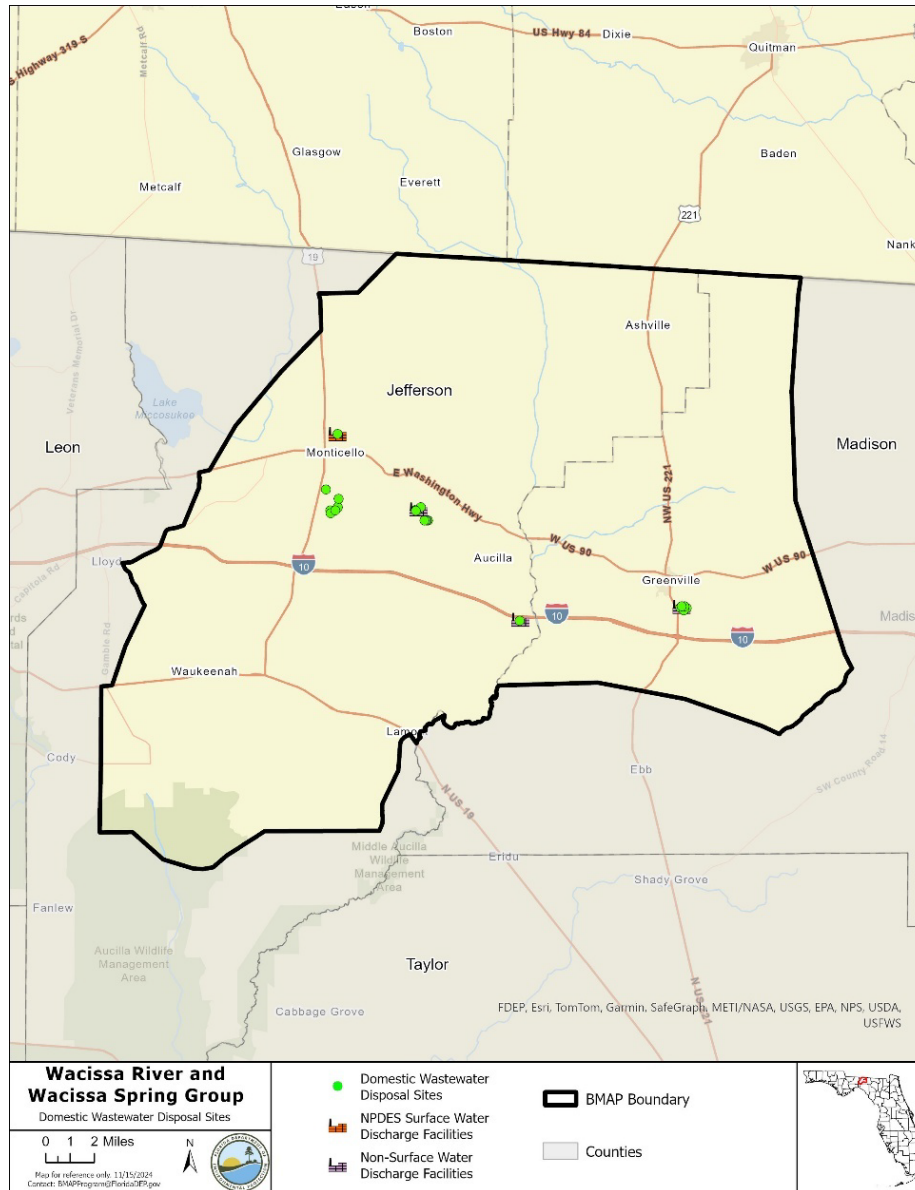 Boston
US Hwy 84
Dixie
Quitman
S Highway 319 S
Metcalf Rd
Glasgow
Everett
Baden
Metcalf
221
Nank
19
Ashville
Veterans Memorial Dr
Lake
Miccosukee
Jefferson
Leon
Madison
Monticello
E Washington Hwy
NW US 221
Aucilla
W US 90
W US 90
Lloyd
Capitola Rd
10
Greenville
10
10
Madis
Gamble Rd
Waukeenah
Lamon
Cody
Ebb
SW County Road 14
N US 19
Middle Aucilla
Wildlife
Management
Area
Eridu
Shady Grove
Fanlew
Aucilla Wildlife
Management
Area
Taylor
N US 221
Cabbage Grove
FDEP, Esri, TomTom, Garmin, SafeGraph, METI/NASA, USGS, EPA, NPS, USDA,
USFWS
Wacissa River and
Wacissa Spring Group
Domestic Wastewater Disposal Sites
0 1 2 Miles
N
Map for reference only. 11/15/2024
Contact: BMAPProgram@FloridaDEP.gov
Domestic Wastewater
Disposal Sites
NPDES Surface Water
Discharge Facilities
Non-Surface Water
Discharge Facilities
BMAP Boundary
Counties